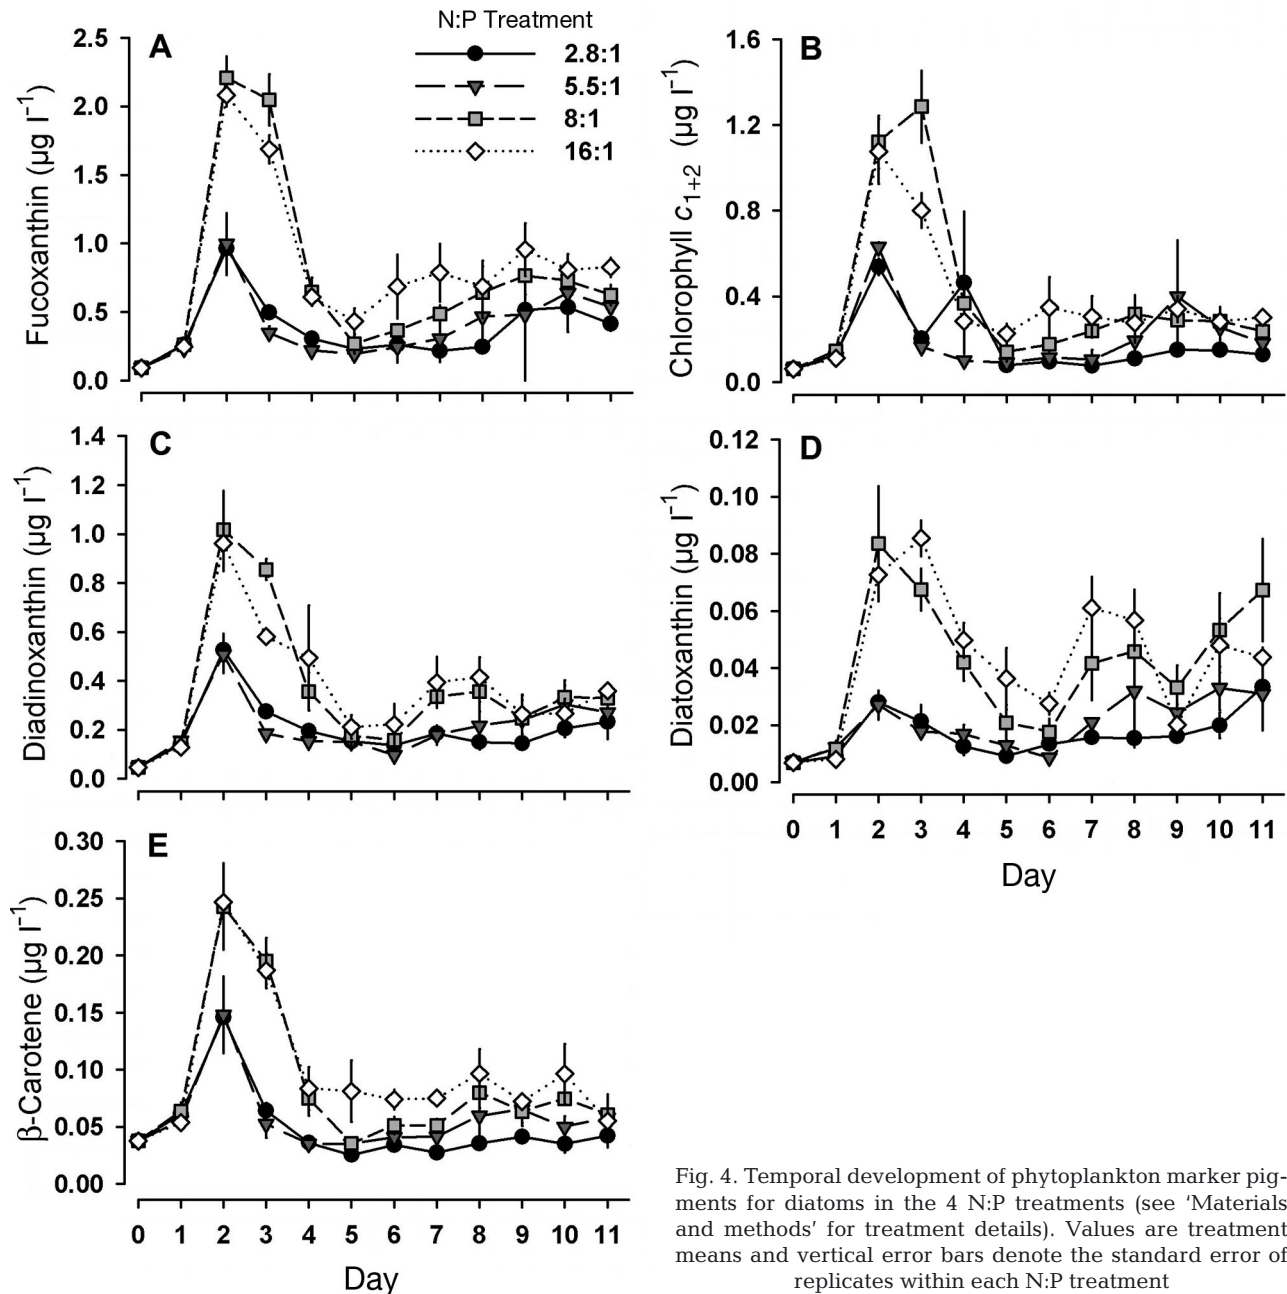 N:P Treatment
2.8:1
5.5:1
8:1
16:1
A
Fucoxanthin (µg l⁻¹)
2.5
2.0
1.5
1.0
0.5
0.0
B
Chlorophyll c₁₊₂ (µg l⁻¹)
1.6
1.2
0.8
0.4
0.0
C
Diadinoxanthin (µg l⁻¹)
1.4
1.2
1.0
0.8
0.6
0.4
0.2
0.0
D
Diatoxanthin (µg l⁻¹)
0.12
0.10
0.08
0.06
0.04
0.02
0.00
0 1 2 3 4 5 6 7 8 9 10 11
Day
E
β-Carotene (µg l⁻¹)
0.30
0.25
0.20
0.15
0.10
0.05
0.00
0 1 2 3 4 5 6 7 8 9 10 11
Day
Fig. 4. Temporal development of phytoplankton marker pig-
ments for diatoms in the 4 N:P treatments (see ‘Materials
and methods’ for treatment details). Values are treatment
means and vertical error bars denote the standard error of
replicates within each N:P treatment